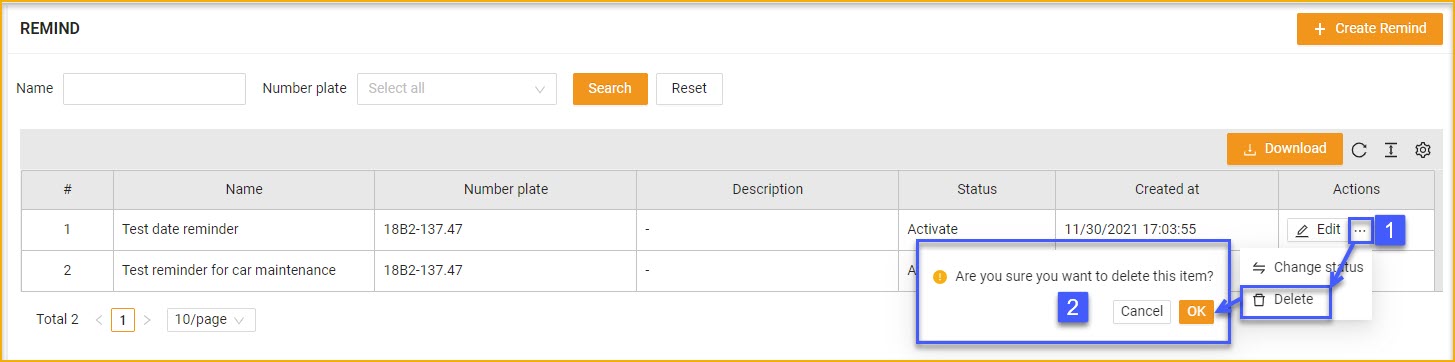 REMIND
+ Create Remind
Name
Number plate Select all
Search Reset
Download
# Name Number plate Description Status Created at Actions
1 Test date reminder 18B2-137.47 - Activate 11/30/2021 17:03:55 Edit ... 1
2 Test reminder for car maintenance 18B2-137.47 - A
Change status
Delete
Are you sure you want to delete this item?
2 Cancel OK
Total 2 < 1 > 10/page